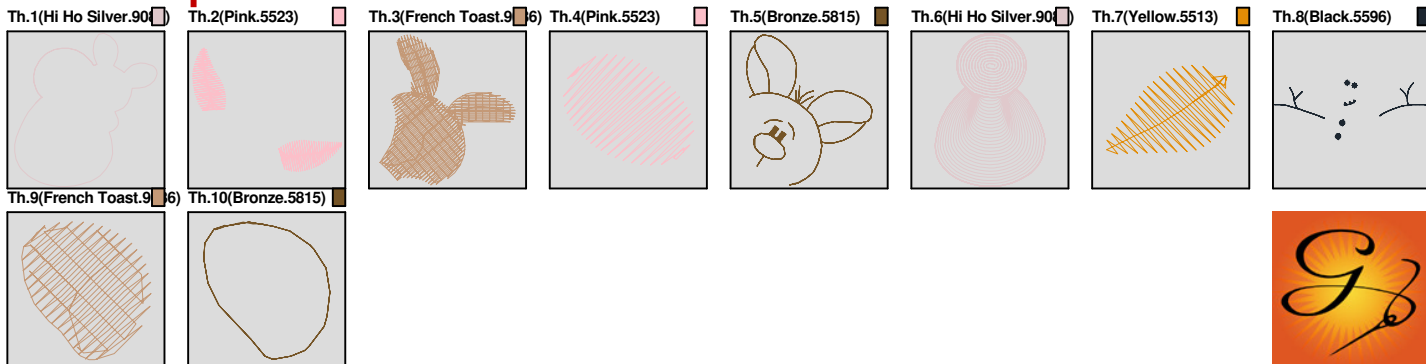 Th.1(Hi Ho Silver.908
Th.2(Pink.5523)
Th.3(French Toast.9 36)
Th.4(Pink.5523)
Th.5(Bronze.5815)
Th.6(Hi Ho Silver.908 )
Th.7(Yellow.5513)
Th.8(Black.5596)
Th.9(French Toast.9 36)
Th.10(Bronze.5815)
G